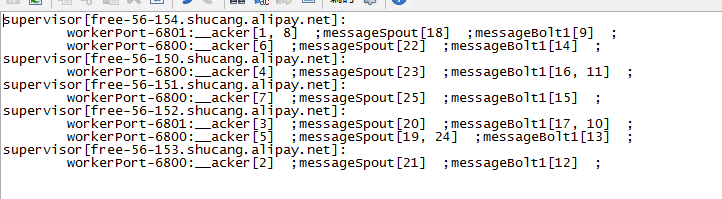 supervisor[free-56-154.shucang.alipay.net]:
workerPort-6801:__acker[1, 8] ;messageSpout[18] ;messageBolt1[9] ;
workerPort-6800:__acker[6] ;messageSpout[22] ;messageBolt1[14] ;
supervisor[free-56-150.shucang.alipay.net]:
workerPort-6800:__acker[4] ;messageSpout[23] ;messageBolt1[16, 11] ;
supervisor[free-56-151.shucang.alipay.net]:
workerPort-6800:__acker[7] ;messageSpout[25] ;messageBolt1[15] ;
supervisor[free-56-152.shucang.alipay.net]:
workerPort-6801:__acker[3] ;messageSpout[20] ;messageBolt1[17, 10] ;
workerPort-6800:__acker[5] ;messageSpout[19, 24] ;messageBolt1[13] ;
supervisor[free-56-153.shucang.alipay.net]:
workerPort-6800:__acker[2] ;messageSpout[21] ;messageBolt1[12] ;